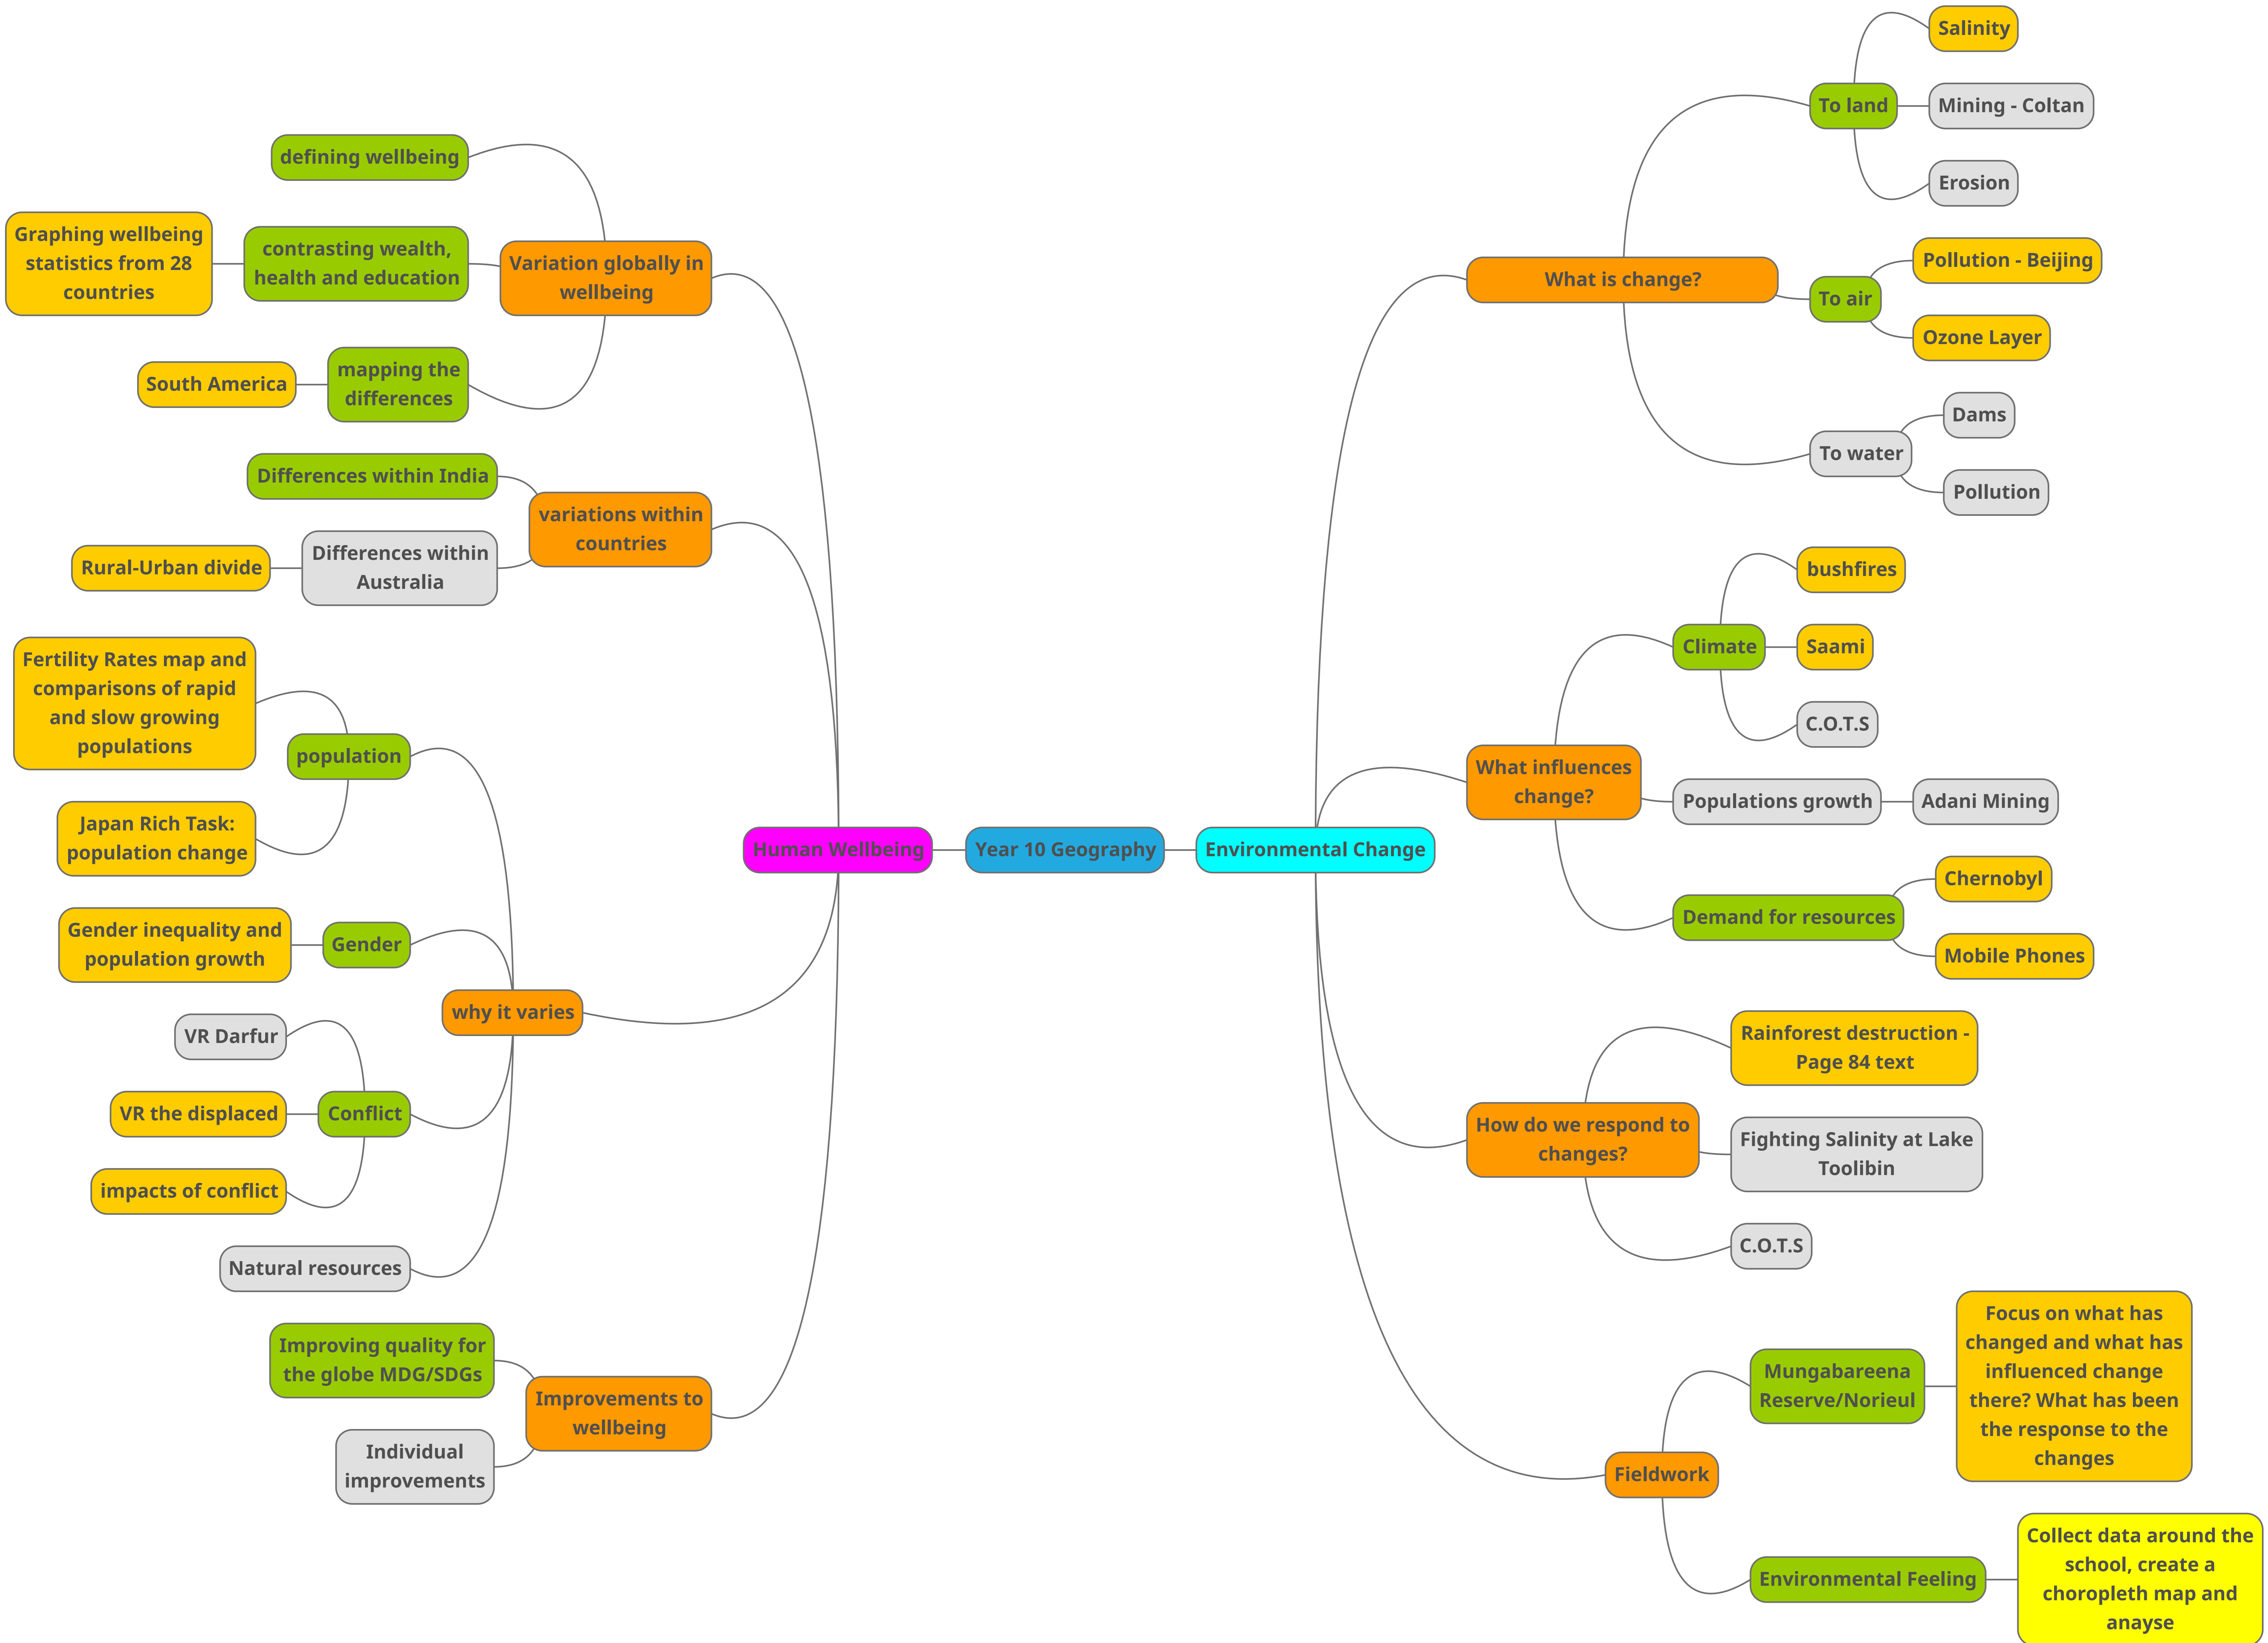 Year 10 Geography
Human Wellbeing
Variation globally in
wellbeing
defining wellbeing
contrasting wealth,
health and education
Graphing wellbeing
statistics from 28
countries
mapping the
differences
South America
variations within
countries
Differences within India
Differences within
Australia
Rural-Urban divide
why it varies
population
Fertility Rates map and
comparisons of rapid
and slow growing
populations
Japan Rich Task:
population change
Gender
Gender inequality and
population growth
Conflict
VR Darfur
VR the displaced
impacts of conflict
Natural resources
Improvements to
wellbeing
Improving quality for
the globe MDG/SDGs
Individual
improvements
Environmental Change
What is change?
To land
Salinity
Mining - Coltan
Erosion
To air
Pollution - Beijing
Ozone Layer
To water
Dams
Pollution
What influences
change?
Climate
bushfires
Saami
C.O.T.S
Populations growth
Adani Mining
Demand for resources
Chernobyl
Mobile Phones
How do we respond to
changes?
Rainforest destruction -
Page 84 text
Fighting Salinity at Lake
Toolibin
C.O.T.S
Fieldwork
Mungabareena
Reserve/Norieul
Focus on what has
changed and what has
influenced change
there? What has been
the response to the
changes
Environmental Feeling
Collect data around the
school, create a
choropleth map and
anayse